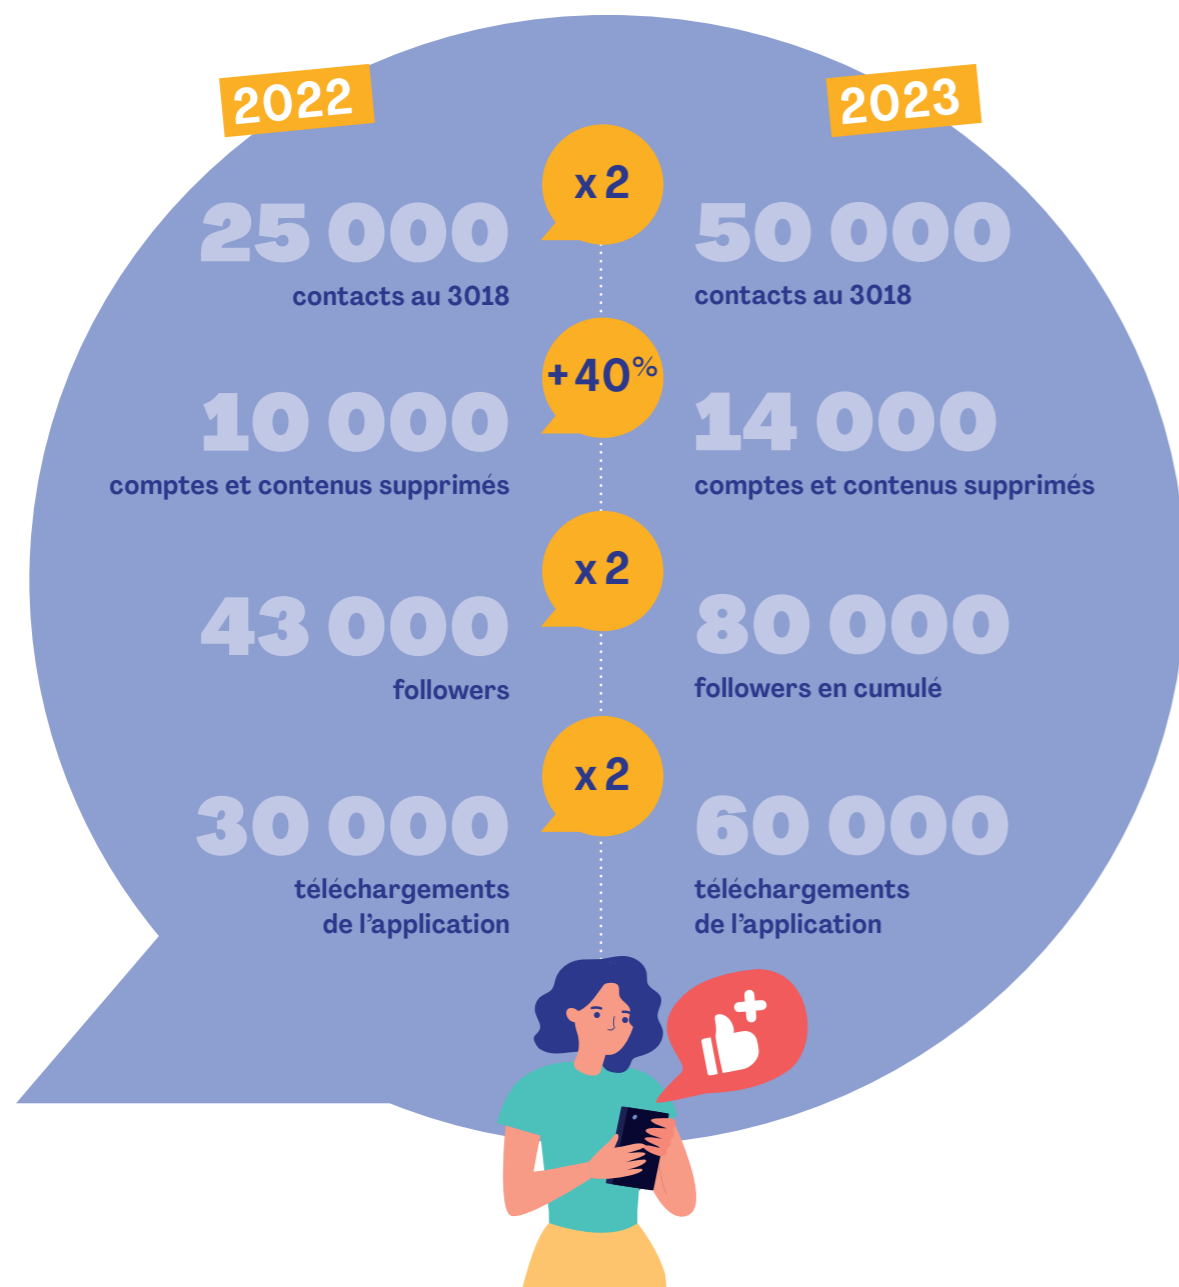 2022
2023
x 2
25 000
contacts au 3018
50 000
contacts au 3018
+40%
10 000
comptes et contenus supprimés
14 000
comptes et contenus supprimés
x 2
43 000
followers
80 000
followers en cumulé
x 2
30 000
téléchargements
de l’application
60 000
téléchargements
de l’application